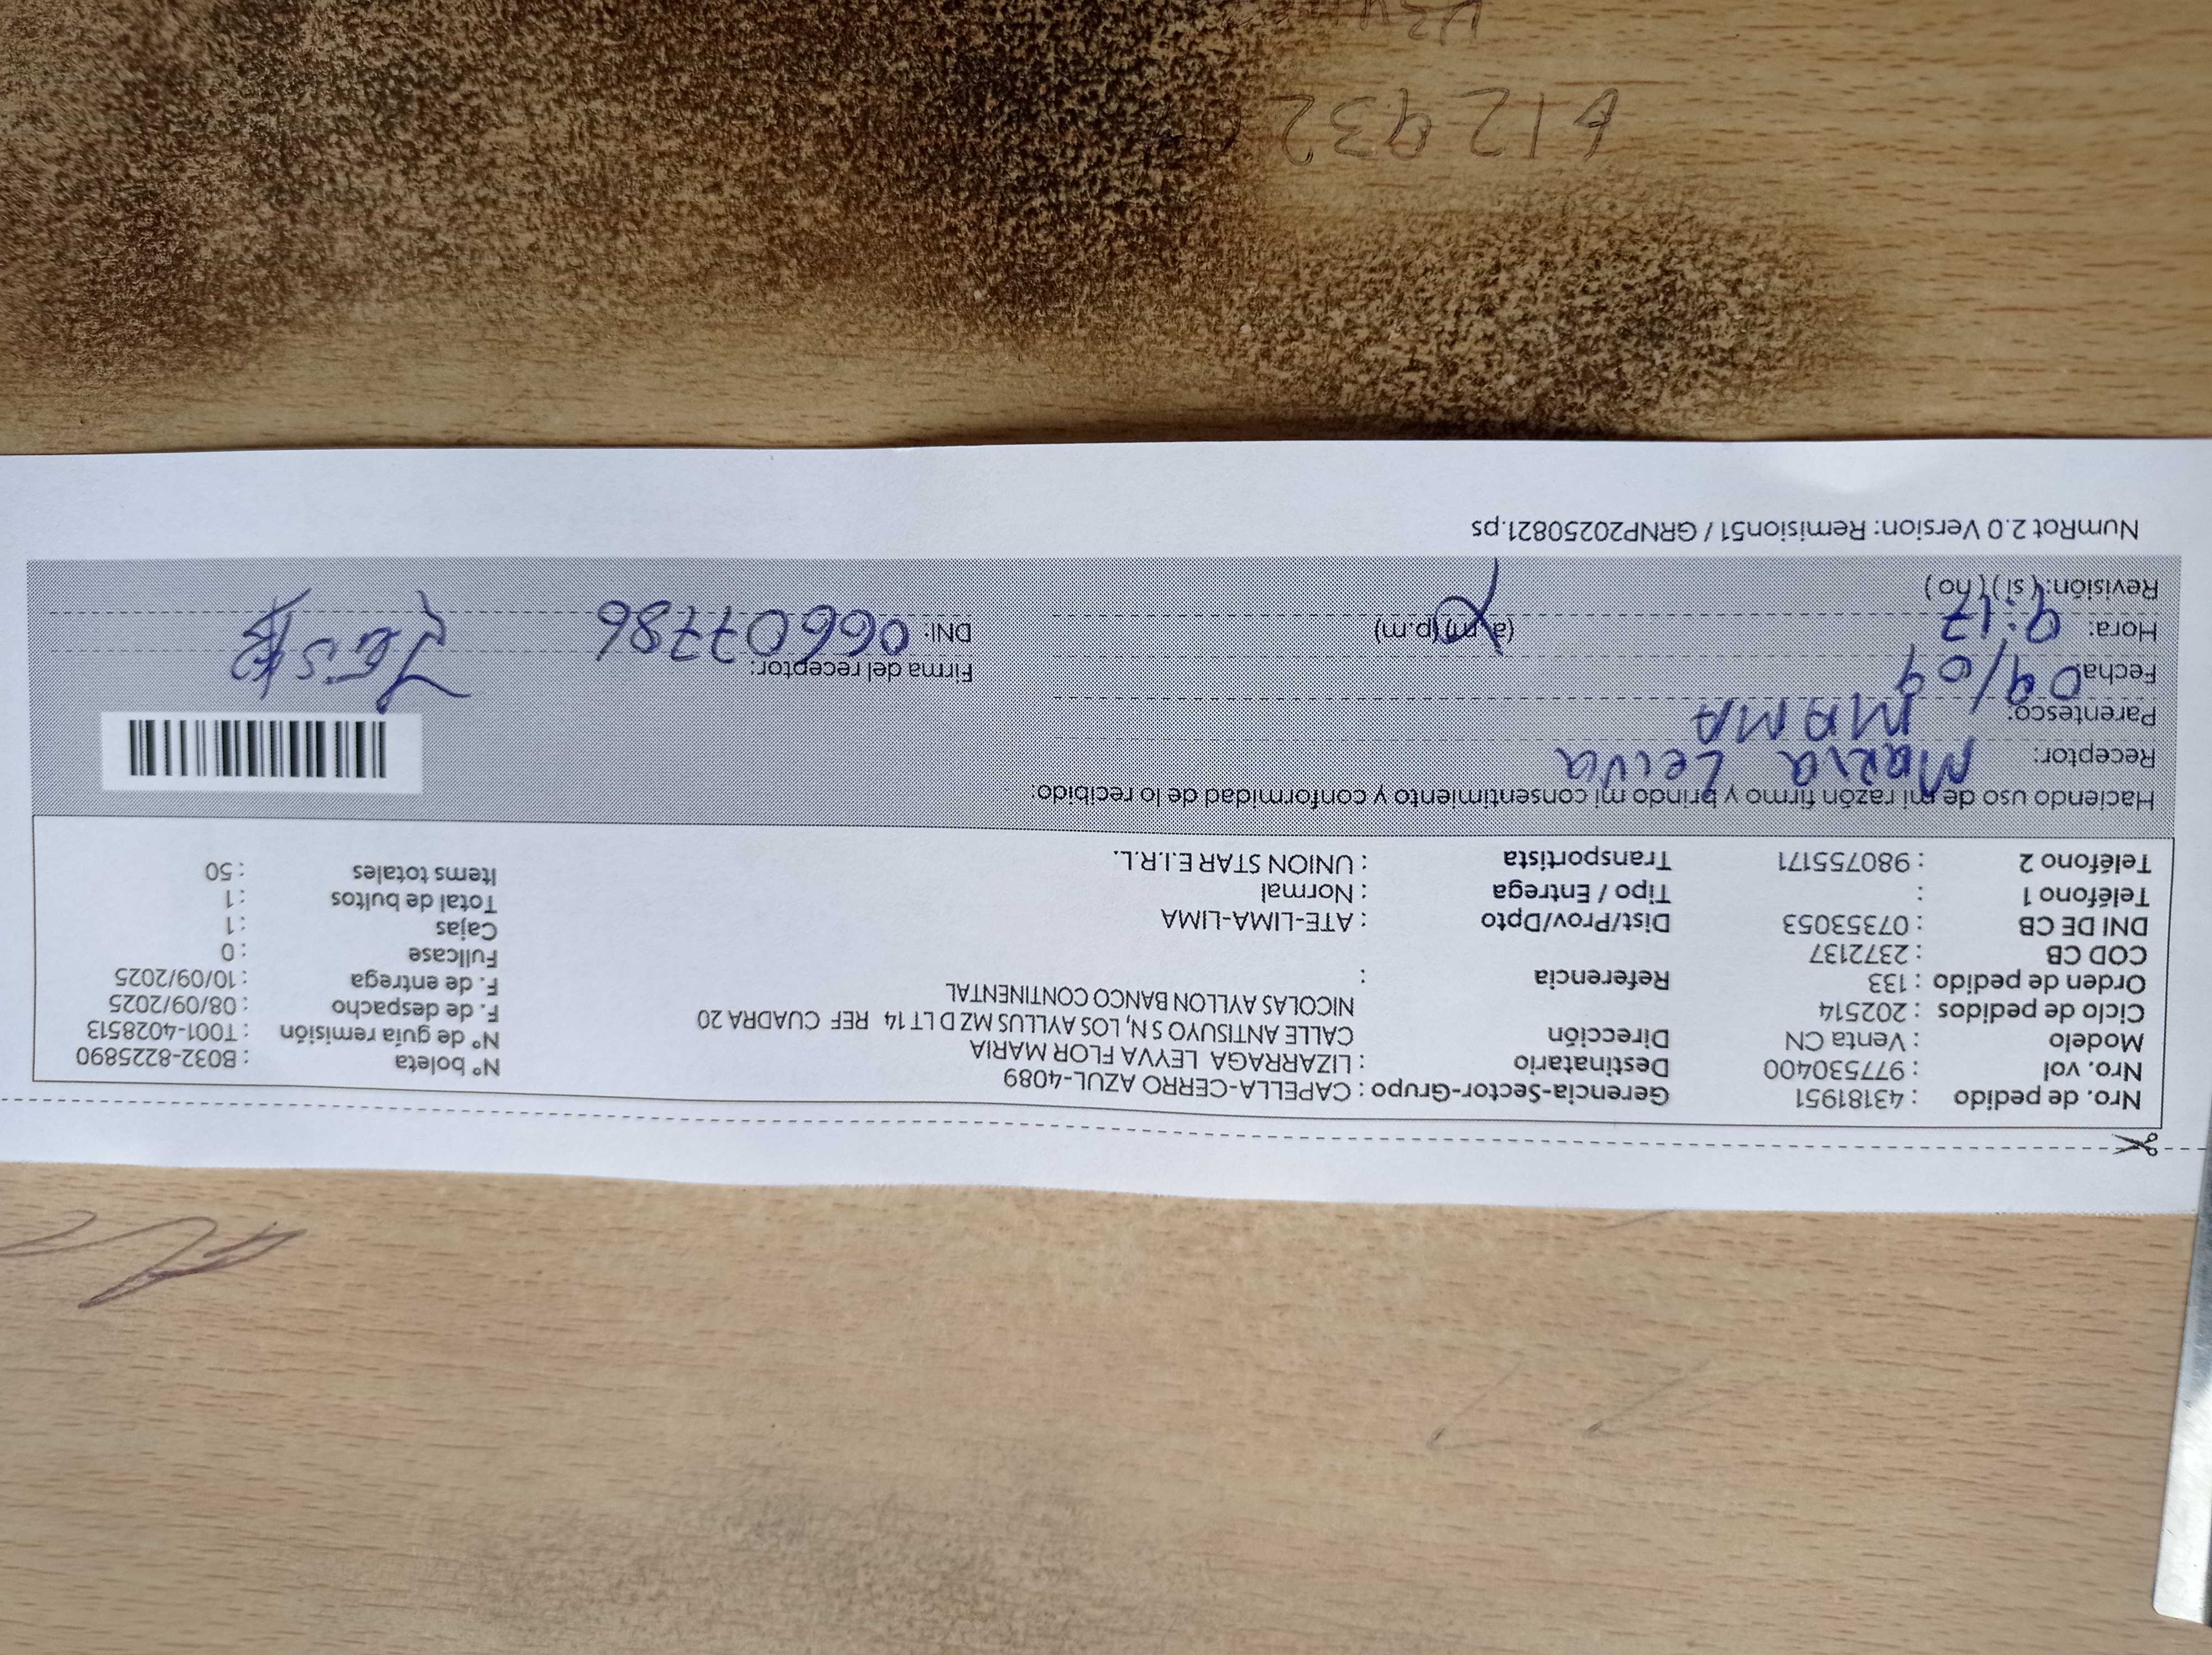 Nro. de pedido : 43181951 Gerencia-Sector-Grupo : CAPELLA-CERRO AZUL-4089 N° boleta : B032-8225890
Nro. vol : 977530400 Destinatario : LIZARRAGA LEYVA FLOR MARIA N° de guía remisión : T001-4028513
Modelo : Venta CN Dirección CALLE ANTISUYO S N, LOS AYLLUS MZ D LT 14 REF CUADRA 20 F. de despacho : 08/09/2025
Ciclo de pedidos : 202514 NICOLAS AYLLON BANCO CONTINENTAL F. de entrega : 10/09/2025
Orden de pedido : 133 Referencia : Fullcase : 0
COD CB : 2372137 Cajas : 1
DNI DE CB : 07353053 Dist/Prov/Dpto : ATE-LIMA-LIMA Total de bultos : 1
Teléfono 1 : Tipo / Entrega : Normal Items totales : 50
Teléfono 2 : 980755171 Transportista : UNION STAR E.I.R.L.
Haciendo uso de mi razón firmo y brindo mi consentimiento y conformidad de lo recibido:
Receptor: Maria Leiva
Parentesco: MAMA
Fecha: 09/09 Firma del receptor:
Hora: 9:17 (a.m)(p.m) DNI: 06607786
Revisión: (si)(no)
NumRot 2.0 Version: Remision51 / GRNP20250821.ps